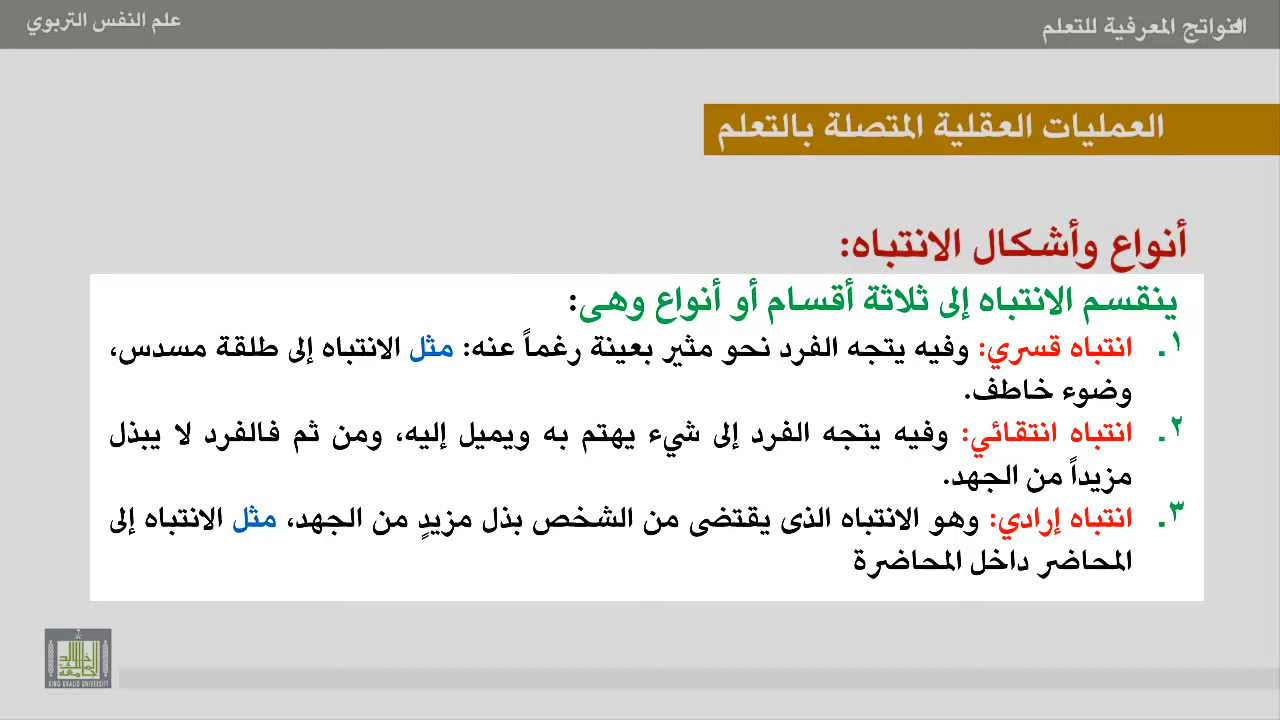 النواتج المعرفية للتعلم
علم النفس التربوي
العمليات العقلية المتصلة بالتعلم
أنواع وأشكال الانتباه:
ينقسم الانتباه إلى ثلاثة أقسام أو أنواع وهى:
١. انتباه قسري: وفيه يتجه الفرد نحو مثير بعينة رغماً عنه: مثل الانتباه إلى طلقة مسدس،
وضوء خاطف.
٢. انتباه انتقائي: وفيه يتجه الفرد إلى شيء يهتم به ويميل إليه، ومن ثم فالفرد لا يبذل
مزيداً من الجهد.
٣. انتباه إرادي: وهو الانتباه الذى يقتضى من الشخص بذل مزيدٍ من الجهد، مثل الانتباه إلى
المحاضر داخل المحاضرة
KING KHALID UNIVERSITY